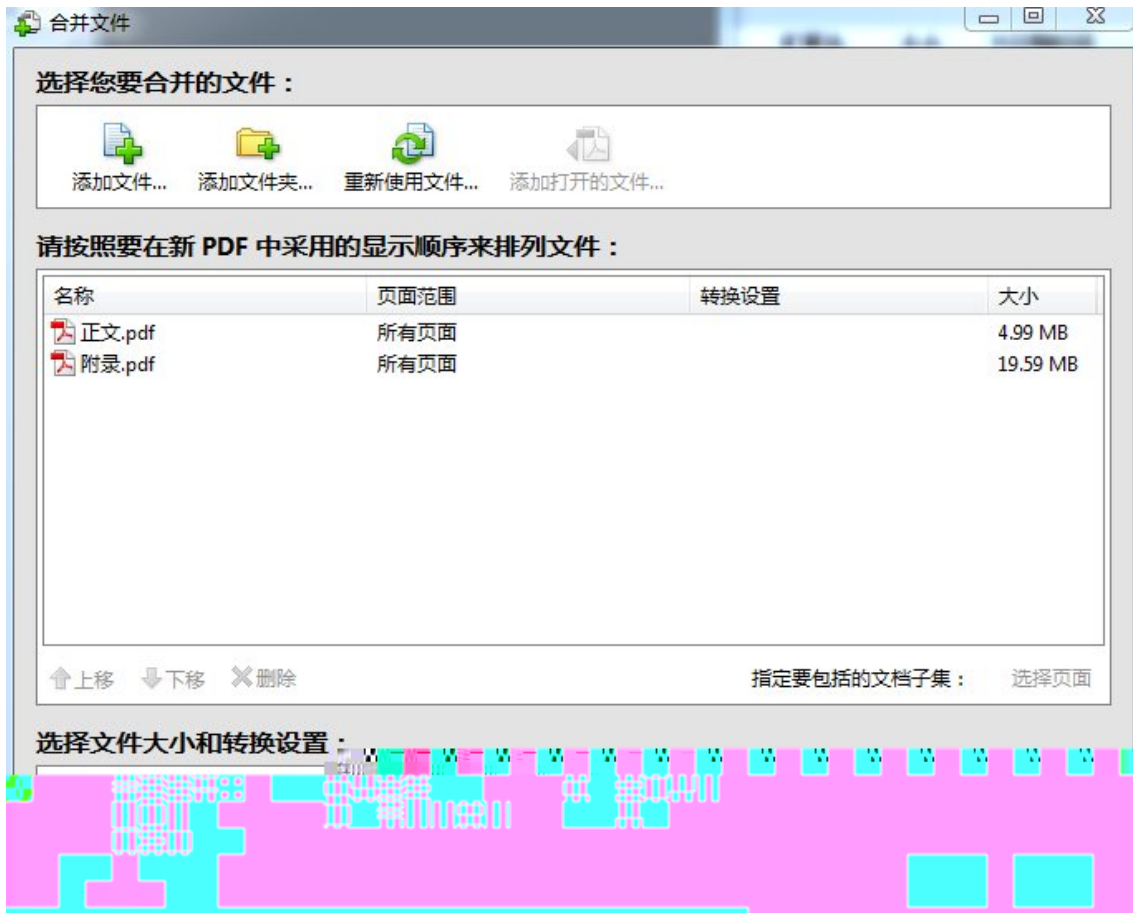 合并文件
选择您要合并的文件：
添加文件... 添加文件夹... 重新使用文件... 添加打开的文件...
请按照要在新 PDF 中采用的显示顺序来排列文件：
名称 页面范围 转换设置 大小
正文.pdf 所有页面 4.99 MB
附录.pdf 所有页面 19.59 MB
上移 下移 删除 指定要包括的文档子集： 选择页面
选择文件大小和转换设置：